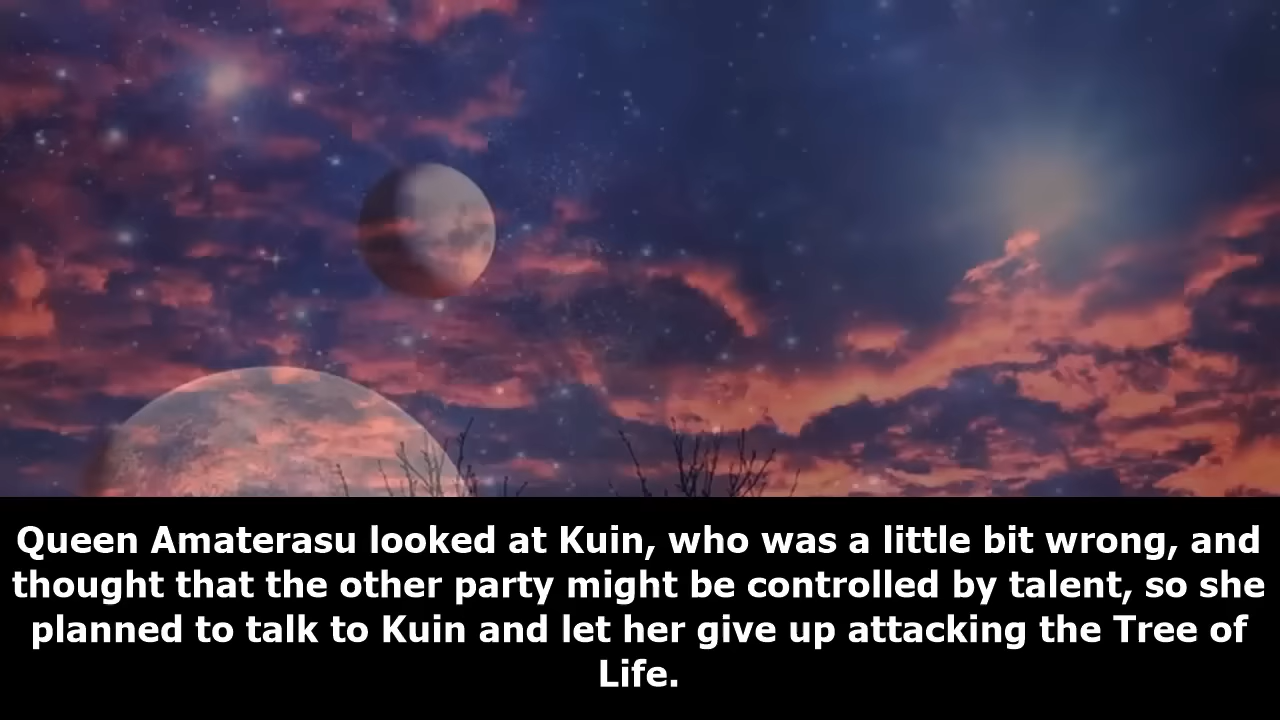 Queen Amaterasu looked at Kuin, who was a little bit wrong, and
thought that the other party might be controlled by talent, so she
planned to talk to Kuin and let her give up attacking the Tree of
Life.